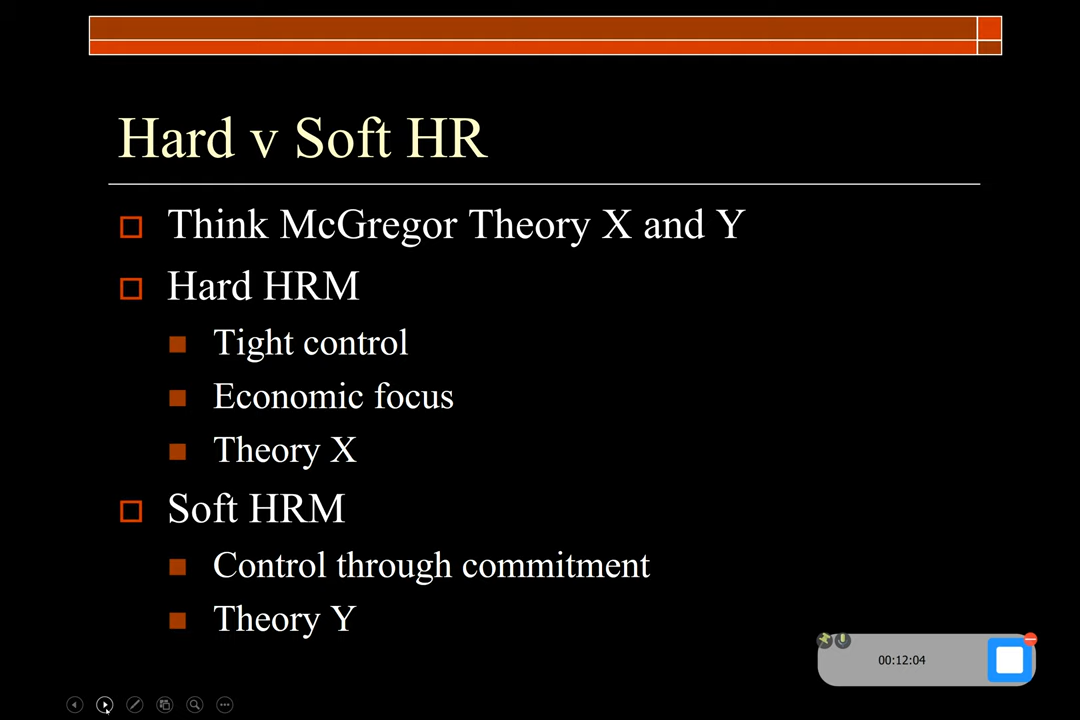 Hard v Soft HR
Think McGregor Theory X and Y
Hard HRM
Tight control
Economic focus
Theory X
Soft HRM
Control through commitment
Theory Y
00:12:04